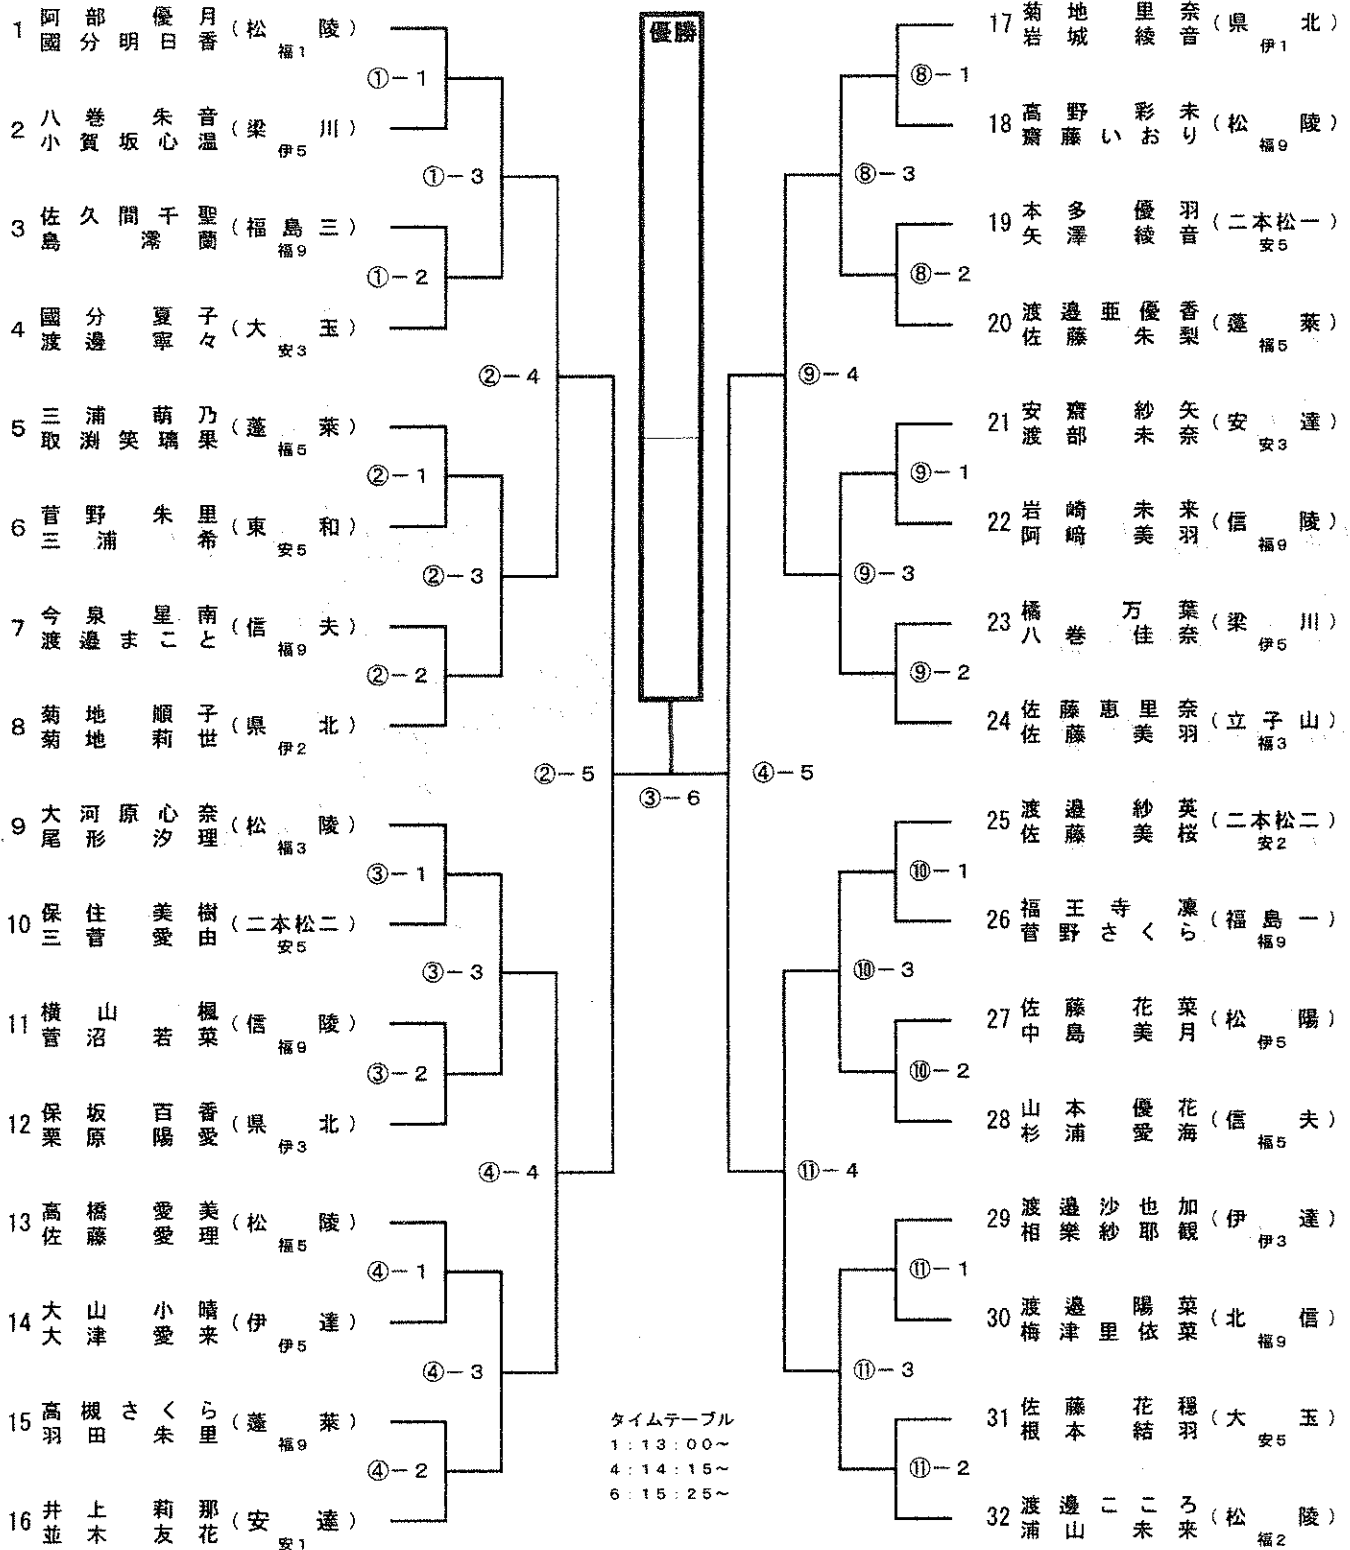 優勝
1 阿部優月
國分明日香 (松陵) 福1
2 八巻朱音
小賀坂心温 (梁川) 伊5
3 佐久間千聖
島澪蘭 (福島三) 福9
4 國分夏子
渡邊寧々 (大玉) 安3
5 三浦萌乃
取渕笑璃果 (蓬莱) 福5
6 菅野朱里
三浦希 (東和) 安5
7 今泉星南
渡邉まこと (信夫) 福9
8 菊地順子
菊地莉世 (県北) 伊2
9 大河原心奈
尾形汐理 (松陵) 福3
10 保住美樹
三菅愛由 (二本松二) 安5
11 横山楓
菅沼若菜 (信陵) 福9
12 保坂百香
栗原陽愛 (県北) 伊3
13 高橋愛美
佐藤愛理 (松陵) 福5
14 大山小晴
大津愛来 (伊達) 伊5
15 高槻さくら
羽田朱里 (蓬莱) 福9
16 井上莉那
並木友花 (安達) 安1
①-1
①-3
①-2
②-4
②-1
②-3
②-2
②-5
③-1
③-3
③-2
④-4
④-1
④-3
④-2
③-6
④-5
⑧-1
⑧-3
⑧-2
⑨-4
⑨-1
⑨-3
⑨-2
⑩-1
⑩-3
⑩-2
⑪-4
⑪-1
⑪-3
⑪-2
17 菊地里奈
岩城綾音 (県北) 伊1
18 高野彩未
齋藤いおり (松陵) 福9
19 本多優羽
矢澤綾音 (二本松一) 安5
20 渡邉亜優香
佐藤朱梨 (蓬莱) 福5
21 安齋紗矢
渡部未奈 (安達) 安3
22 岩崎未来
阿﨑美羽 (信陵) 福9
23 橘万葉
八巻佳奈 (梁川) 伊5
24 佐藤恵里奈
佐藤美羽 (立子山) 福3
25 渡邉紗英
佐藤美桜 (二本松二) 安2
26 福王寺凛
菅野さくら (福島一) 福9
27 佐藤花菜
中島美月 (松陽) 伊5
28 山本優花
杉浦愛海 (信夫) 福5
29 渡邉沙也加
相樂紗耶観 (伊達) 伊3
30 渡邉陽菜
梅津里依菜 (北信) 福9
31 佐藤花穏
根本結羽 (大玉) 安5
32 渡邊こころ
浦山未来 (松陵) 福2
タイムテーブル
1:13:00~
4:14:15~
6:15:25~